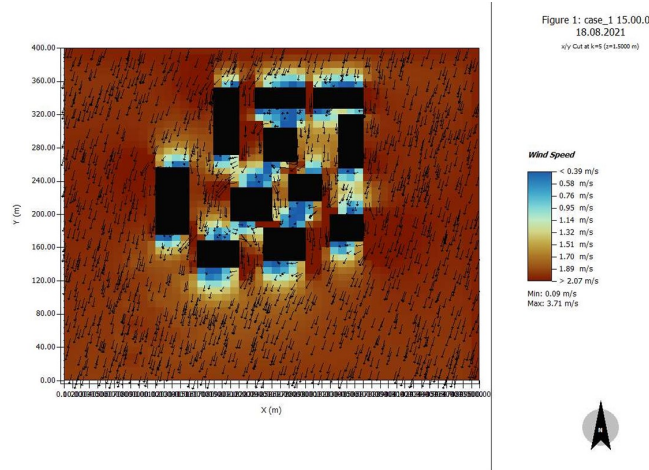 Figure 1: case_1 15.00.0
18.08.2021
x/y Cut at k=5 (z=1.5000 m)
400.00
360.00
320.00
280.00
240.00
200.00
160.00
120.00
80.00
40.00
0.00
Y (m)
X (m)
Wind Speed
< 0.39 m/s
0.58 m/s
0.76 m/s
0.95 m/s
1.14 m/s
1.32 m/s
1.51 m/s
1.70 m/s
1.89 m/s
> 2.07 m/s
Min: 0.09 m/s
Max: 3.71 m/s
N